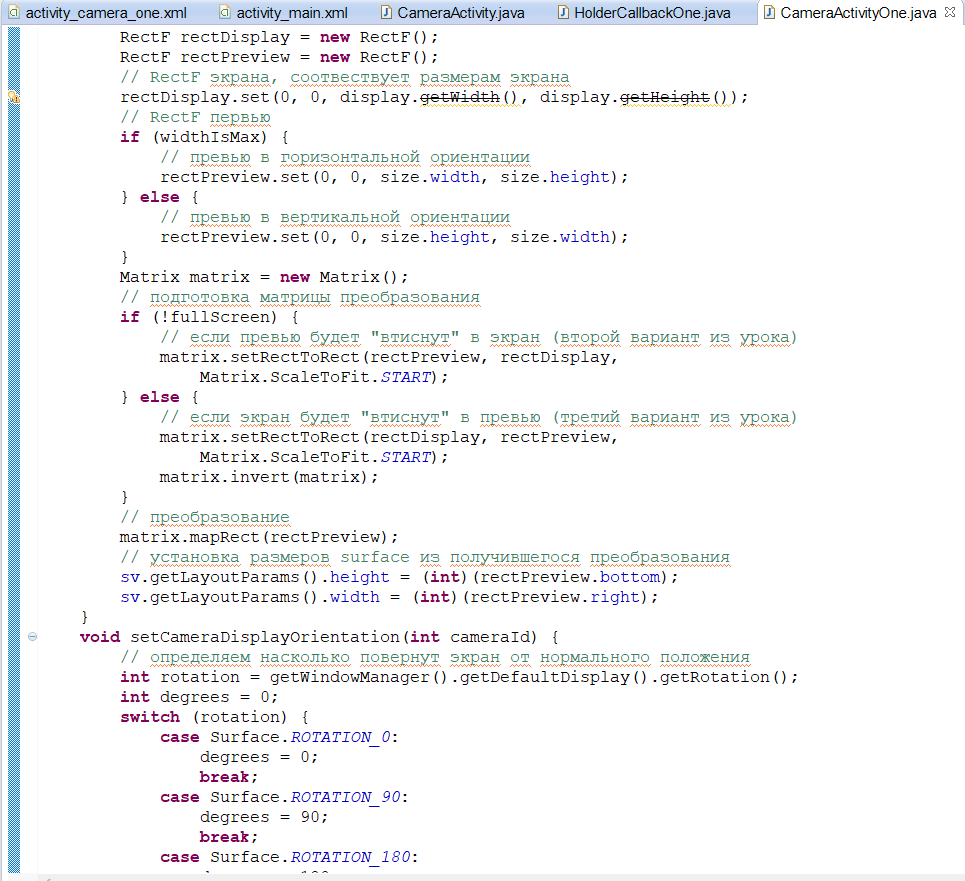 activity_camera_one.xml activity_main.xml CameraActivity.java HolderCallbackOne.java CameraActivityOne.java
RectF rectDisplay = new RectF();
RectF rectPreview = new RectF();
// RectF экрана, соотвествует размерам экрана
rectDisplay.set(0, 0, display.getWidth(), display.getHeight());
// RectF первью
if (widthIsMax) {
// превью в горизонтальной ориентации
rectPreview.set(0, 0, size.width, size.height);
} else {
// превью в вертикальной ориентации
rectPreview.set(0, 0, size.height, size.width);
}
Matrix matrix = new Matrix();
// подготовка матрицы преобразования
if (!fullScreen) {
// если превью будет "втиснут" в экран (второй вариант из урока)
matrix.setRectToRect(rectPreview, rectDisplay,
Matrix.ScaleToFit.START);
} else {
// если экран будет "втиснут" в превью (третий вариант из урока)
matrix.setRectToRect(rectDisplay, rectPreview,
Matrix.ScaleToFit.START);
matrix.invert(matrix);
}
// преобразование
matrix.mapRect(rectPreview);
// установка размеров surface из получившегося преобразования
sv.getLayoutParams().height = (int)(rectPreview.bottom);
sv.getLayoutParams().width = (int)(rectPreview.right);
}
void setCameraDisplayOrientation(int cameraId) {
// определяем насколько повернут экран от нормального положения
int rotation = getWindowManager().getDefaultDisplay().getRotation();
int degrees = 0;
switch (rotation) {
case Surface.ROTATION_0:
degrees = 0;
break;
case Surface.ROTATION_90:
degrees = 90;
break;
case Surface.ROTATION_180: